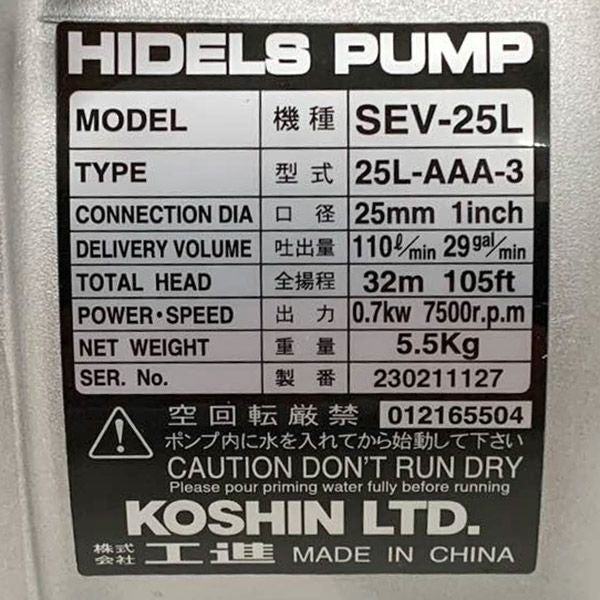 HIDELS PUMP
MODEL 機種 SEV-25L
TYPE 型式 25L-AAA-3
CONNECTION DIA 口径 25mm 1inch
DELIVERY VOLUME 吐出量 110ℓ/min 29gal/min
TOTAL HEAD 全揚程 32m 105ft
POWER・SPEED 出力 0.7kw 7500r.p.m
NET WEIGHT 重量 5.5Kg
SER. No. 製番 230211127
空回転厳禁 012165504
ポンプ内に水を入れてから始動して下さい
CAUTION DON'T RUN DRY
Please pour priming water fully before running
KOSHIN LTD.
株式会社 工進 MADE IN CHINA